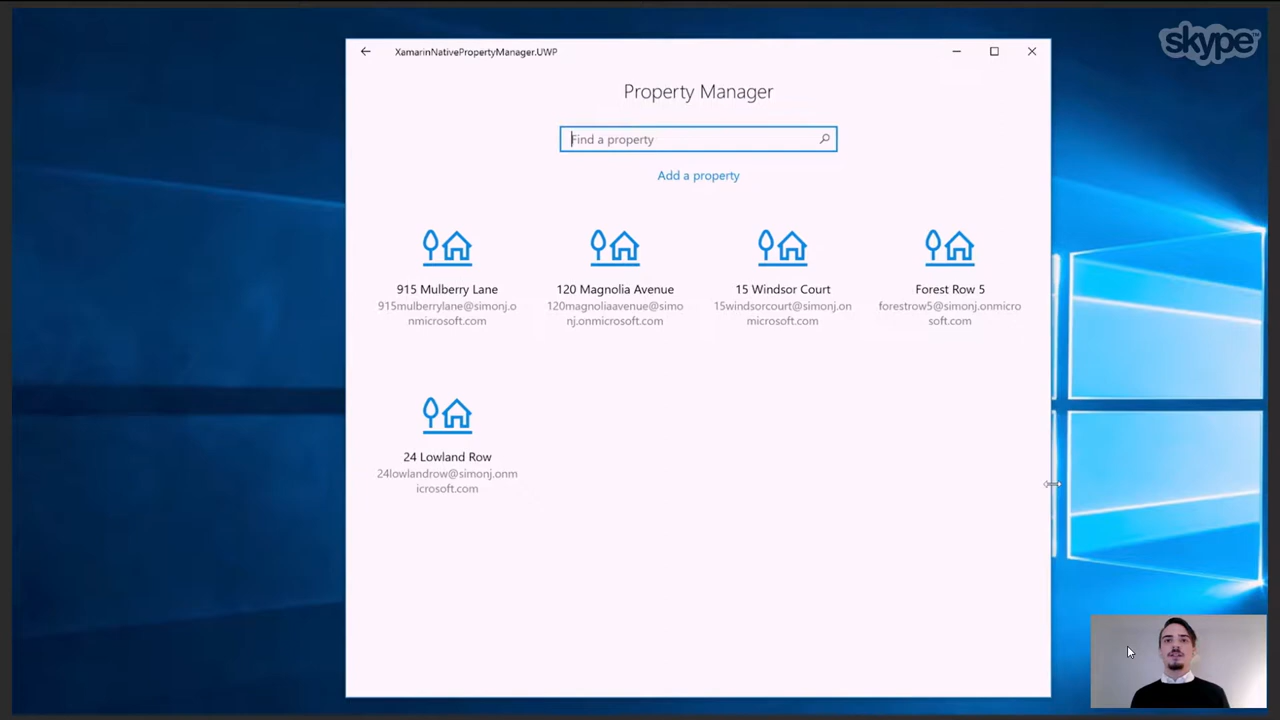 skype™
XamarinNativePropertyManager.UWP
Property Manager
Find a property
Add a property
915 Mulberry Lane
915mulberrylane@simonj.o
nmicrosoft.com
120 Magnolia Avenue
120magnoliaavenue@simo
nj.onmicrosoft.com
15 Windsor Court
15windsorcourt@simonj.on
microsoft.com
Forest Row 5
forestrow5@simonj.onmicro
soft.com
24 Lowland Row
24lowlandrow@simonj.onm
icrosoft.com